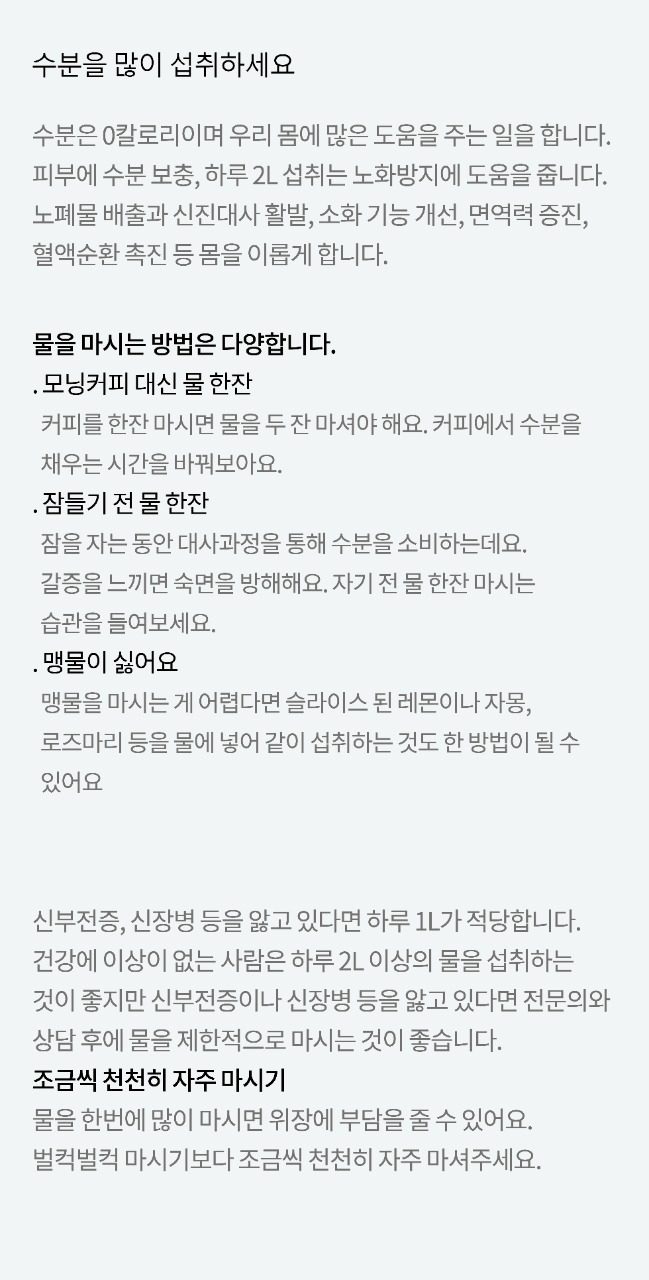 수분을 많이 섭취하세요
수분은 0칼로리이며 우리 몸에 많은 도움을 주는 일을 합니다.
피부에 수분 보충, 하루 2L 섭취는 노화방지에 도움을 줍니다.
노폐물 배출과 신진대사 활발, 소화 기능 개선, 면역력 증진,
혈액순환 촉진 등 몸을 이롭게 합니다.
물을 마시는 방법은 다양합니다.
. 모닝커피 대신 물 한잔
커피를 한잔 마시면 물을 두 잔 마셔야 해요. 커피에서 수분을
채우는 시간을 바꿔보아요.
. 잠들기 전 물 한잔
잠을 자는 동안 대사과정을 통해 수분을 소비하는데요.
갈증을 느끼면 숙면을 방해해요. 자기 전 물 한잔 마시는
습관을 들여보세요.
. 맹물이 싫어요
맹물을 마시는 게 어렵다면 슬라이스 된 레몬이나 자몽,
로즈마리 등을 물에 넣어 같이 섭취하는 것도 한 방법이 될 수
있어요
신부전증, 신장병 등을 앓고 있다면 하루 1L가 적당합니다.
건강에 이상이 없는 사람은 하루 2L 이상의 물을 섭취하는
것이 좋지만 신부전증이나 신장병 등을 앓고 있다면 전문의와
상담 후에 물을 제한적으로 마시는 것이 좋습니다.
조금씩 천천히 자주 마시기
물을 한번에 많이 마시면 위장에 부담을 줄 수 있어요.
벌컥벌컥 마시기보다 조금씩 천천히 자주 마셔주세요.